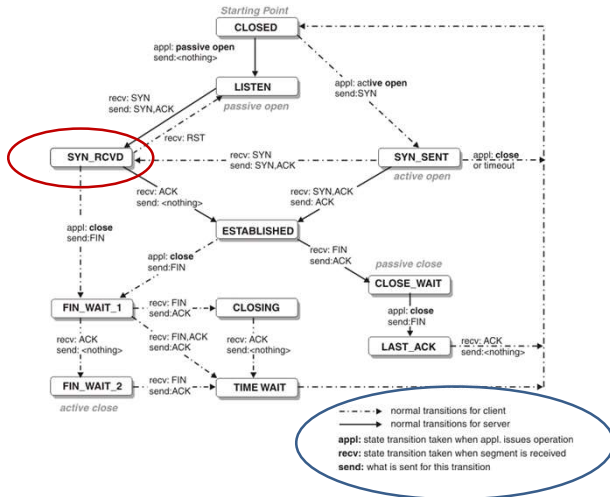 Starting Point
CLOSED
appl: passive open
send:<nothing>
LISTEN
passive open
appl: active open
send:SYN
recv: SYN
send: SYN,ACK
recv: RST
SYN_RCVD
recv: SYN
send: SYN,ACK
SYN_SENT
active open
appl: close
or timeout
recv: ACK
send: <nothing>
recv: SYN,ACK
send: ACK
appl: close
send:FIN
ESTABLISHED
appl: close
send:FIN
recv: FIN
send:ACK
passive close
CLOSE_WAIT
FIN_WAIT_1
recv: FIN
send:ACK
CLOSING
appl: close
send:FIN
recv: ACK
send:<nothing>
recv: FIN,ACK
send:ACK
recv: ACK
send:<nothing>
LAST_ACK
recv: ACK
send:<nothing>
FIN_WAIT_2
active close
recv: FIN
send:ACK
TIME WAIT
normal transitions for client
normal transitions for server
appl: state transition taken when appl. issues operation
recv: state transition taken when segment is received
send: what is sent for this transition